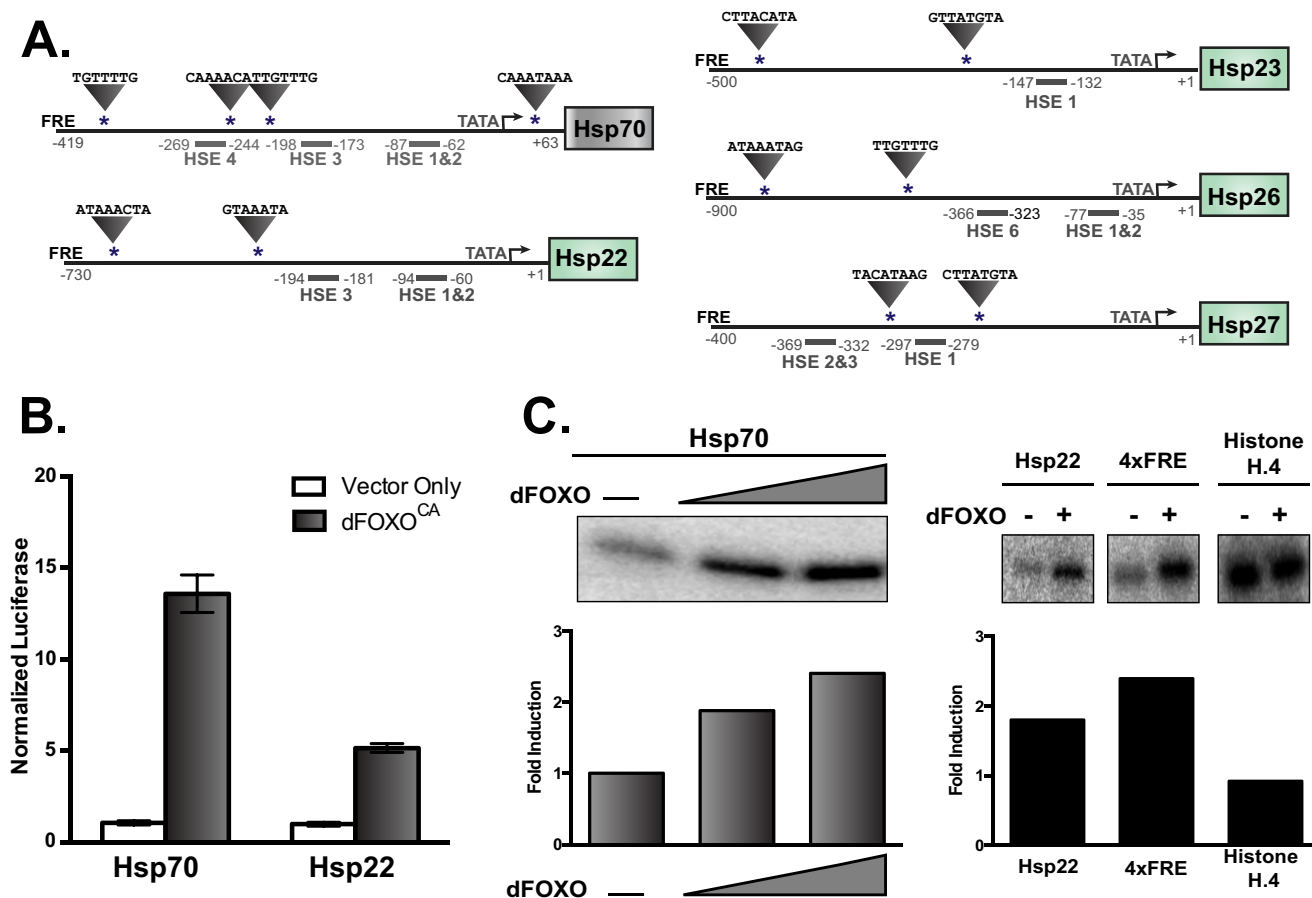 A.
TGTTTTG CAAAACATTGTTTG CAAATAAA
* * * *
FRE TATA Hsp70
-419 -269 -244 -198 -173 -87 -62 +63
HSE 4 HSE 3 HSE 1&2
ATAAACTA GTAAATA
* *
FRE TATA Hsp22
-730 -194 -181 -94 -60 +1
HSE 3 HSE 1&2
CTTACATA GTTATGTA
* *
FRE TATA Hsp23
-500 -147 -132 +1
HSE 1
ATAAATAG TTGTTTG
* *
FRE TATA Hsp26
-900 -366 -323 -77 -35 +1
HSE 6 HSE 1&2
TACATAAG CTTATGTA
* *
FRE TATA Hsp27
-400 -369 -332 -297 -279 +1
HSE 2&3 HSE 1
B.
Normalized Luciferase
20
15
10
5
0
Vector Only
dFOXO^CA
Hsp70 Hsp22
C.
Hsp70
dFOXO —
Fold Induction
3
2
1
0
dFOXO —
Hsp22 4xFRE Histone
H.4
dFOXO - + - + - +
Fold Induction
3
2
1
0
Hsp22 4xFRE Histone
H.4